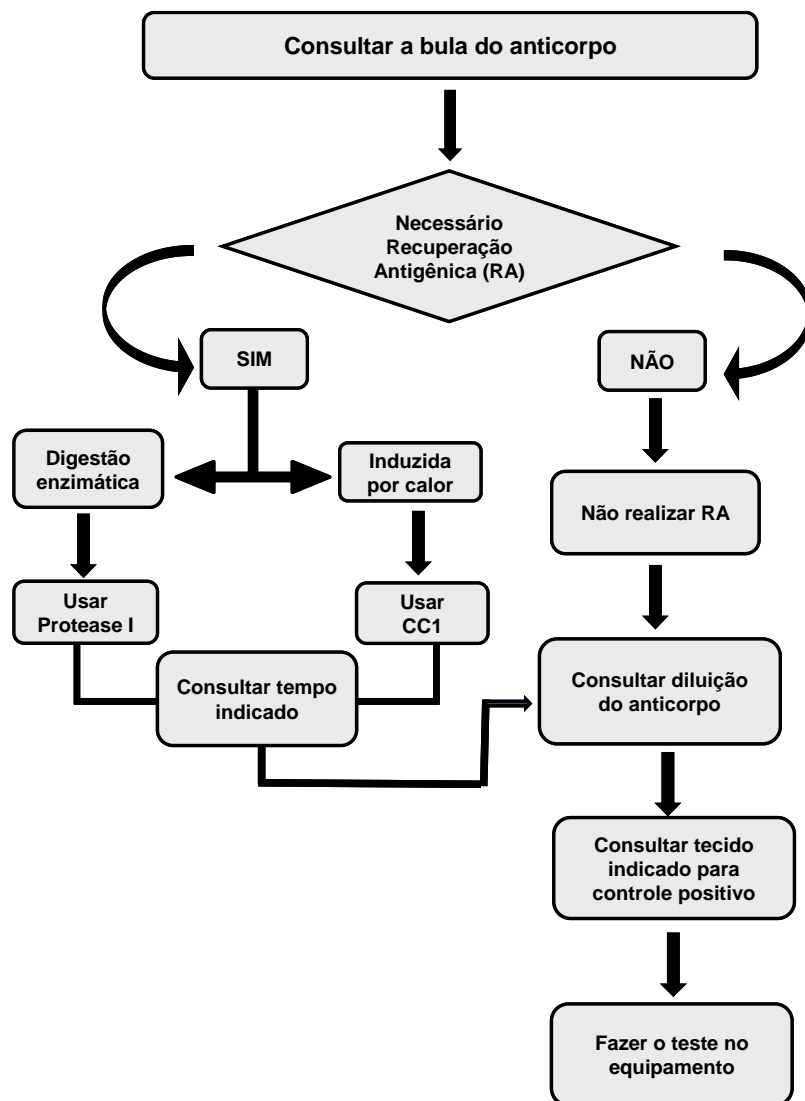 Consultar a bula do anticorpo
Necessário
Recuperação
Antigênica (RA)
SIM
NÃO
Digestão
enzimática
Induzida
por calor
Não realizar RA
Usar
Protease I
Usar
CC1
Consultar tempo
indicado
Consultar diluição
do anticorpo
Consultar tecido
indicado para
controle positivo
Fazer o teste no
equipamento